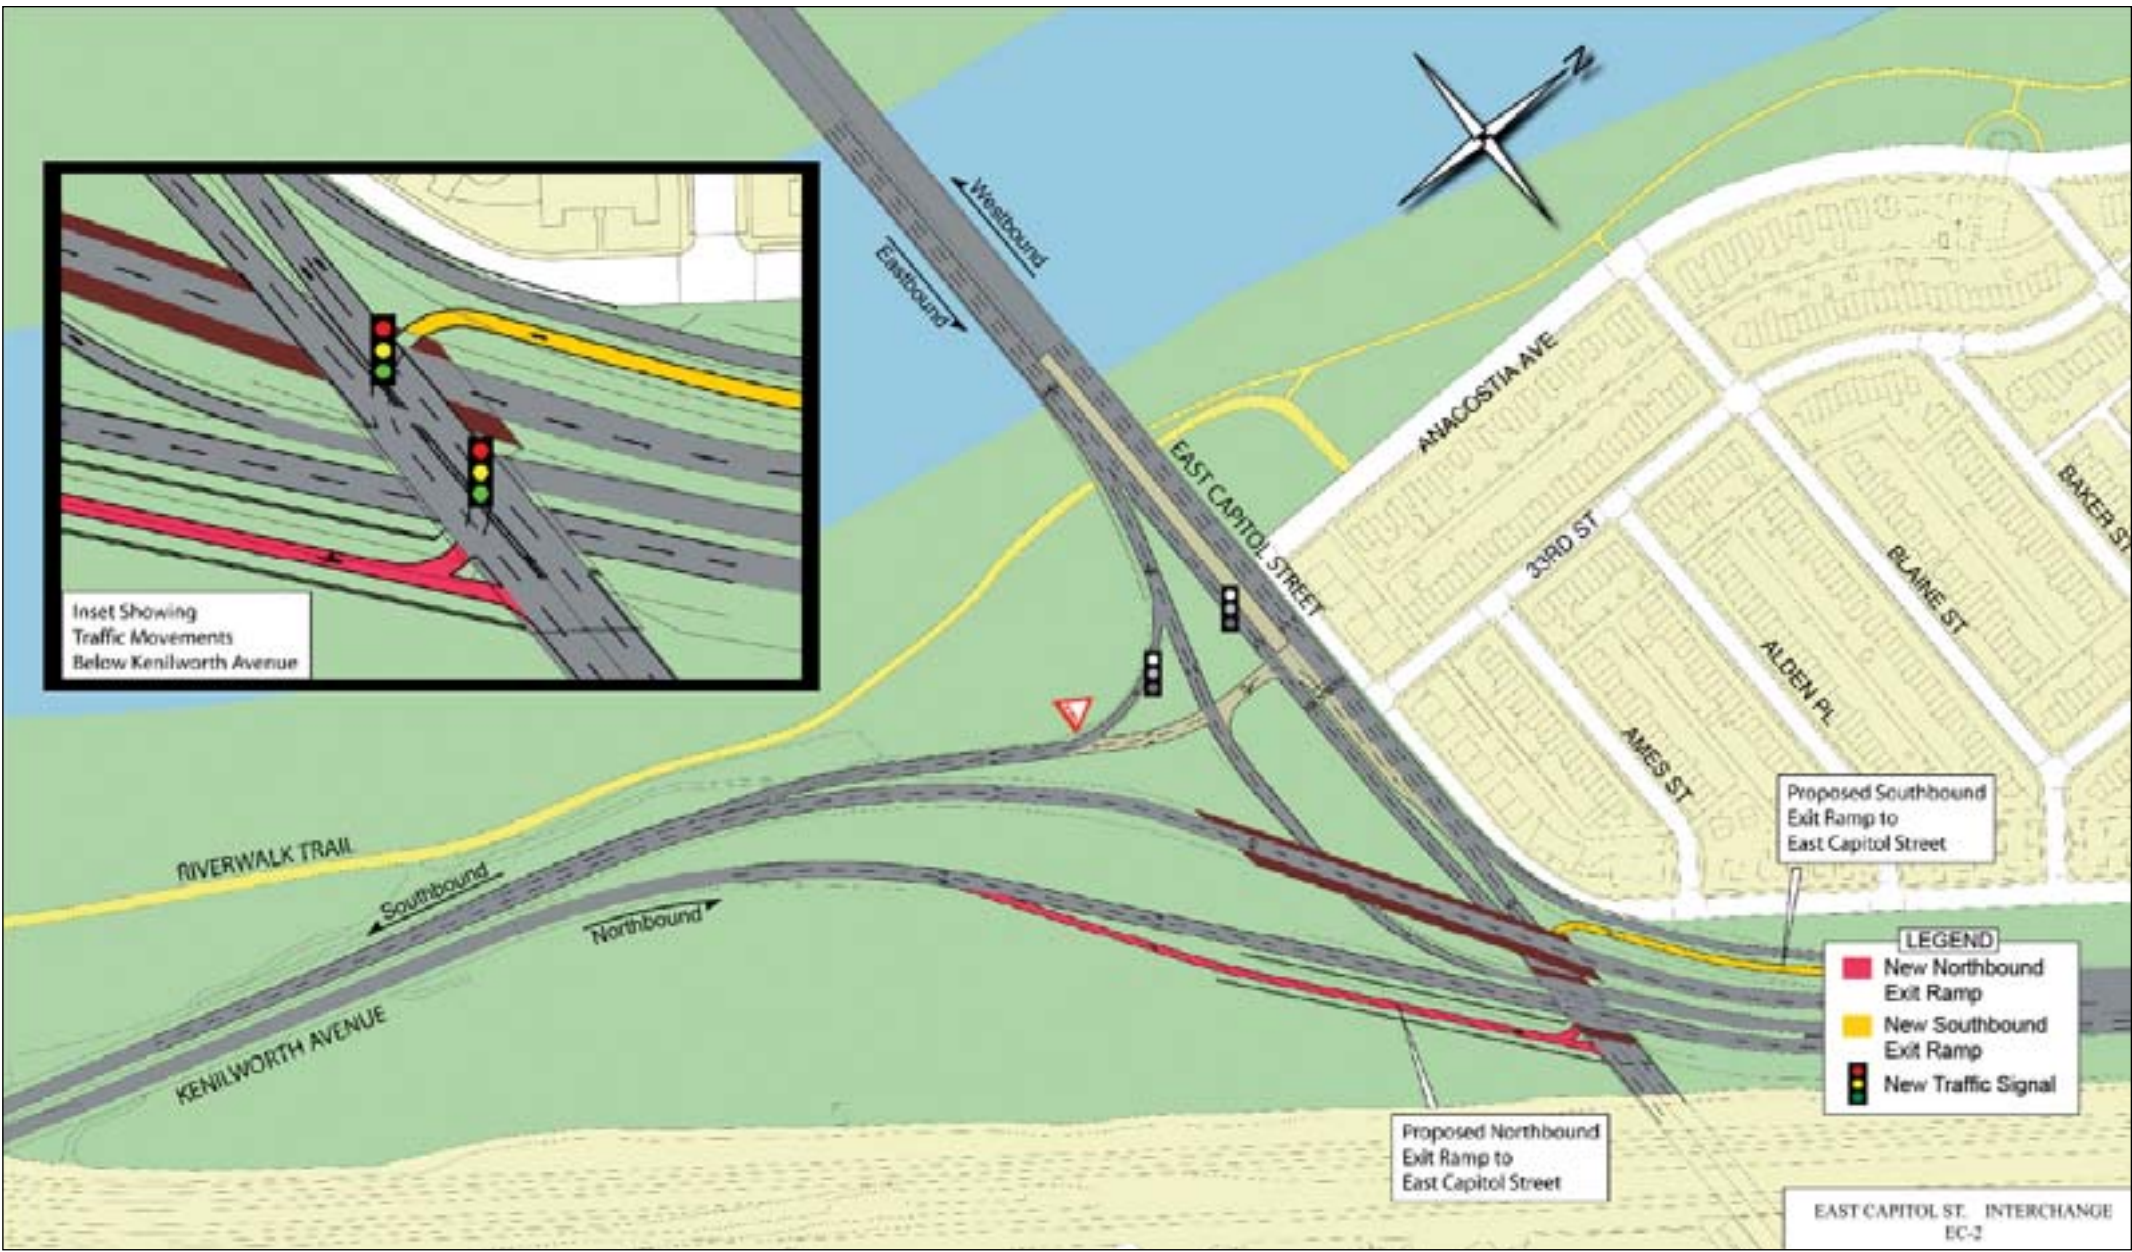 N
Westbound
Eastbound
EAST CAPITOL STREET
ANACOSTIA AVE
33RD ST
BAKER ST
BLAINE ST
ALDEN PL
AMES ST
Inset Showing
Traffic Movements
Below Kenilworth Avenue
RIVERWALK TRAIL
Southbound
Northbound
KENILWORTH AVENUE
Proposed Southbound
Exit Ramp to
East Capitol Street
LEGEND
New Northbound
Exit Ramp
New Southbound
Exit Ramp
New Traffic Signal
Proposed Northbound
Exit Ramp to
East Capitol Street
EAST CAPITOL ST. INTERCHANGE
EC-2